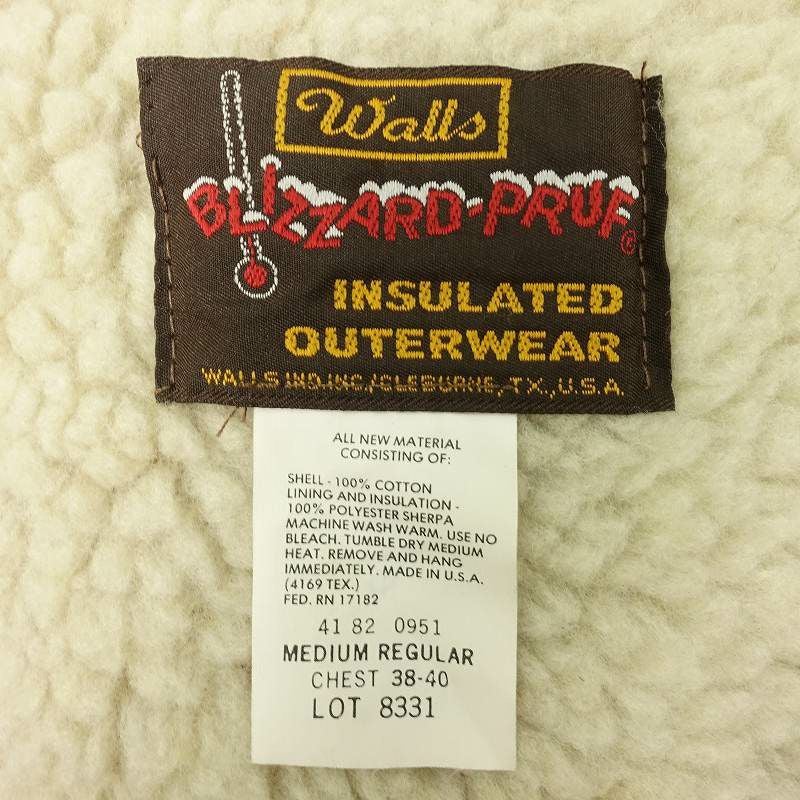 Walls
BLIZZARD-PRUF®
INSULATED
OUTERWEAR
WALLS IND. INC., CLEBURNE, TX, U.S.A.
ALL NEW MATERIAL
CONSISTING OF:
SHELL - 100% COTTON
LINING AND INSULATION -
100% POLYESTER SHERPA
MACHINE WASH WARM. USE NO
BLEACH. TUMBLE DRY MEDIUM
HEAT. REMOVE AND HANG
IMMEDIATELY. MADE IN U.S.A.
(4169 TEX.)
FED. RN 17182
41 82 0951
MEDIUM REGULAR
CHEST 38-40
LOT 8331